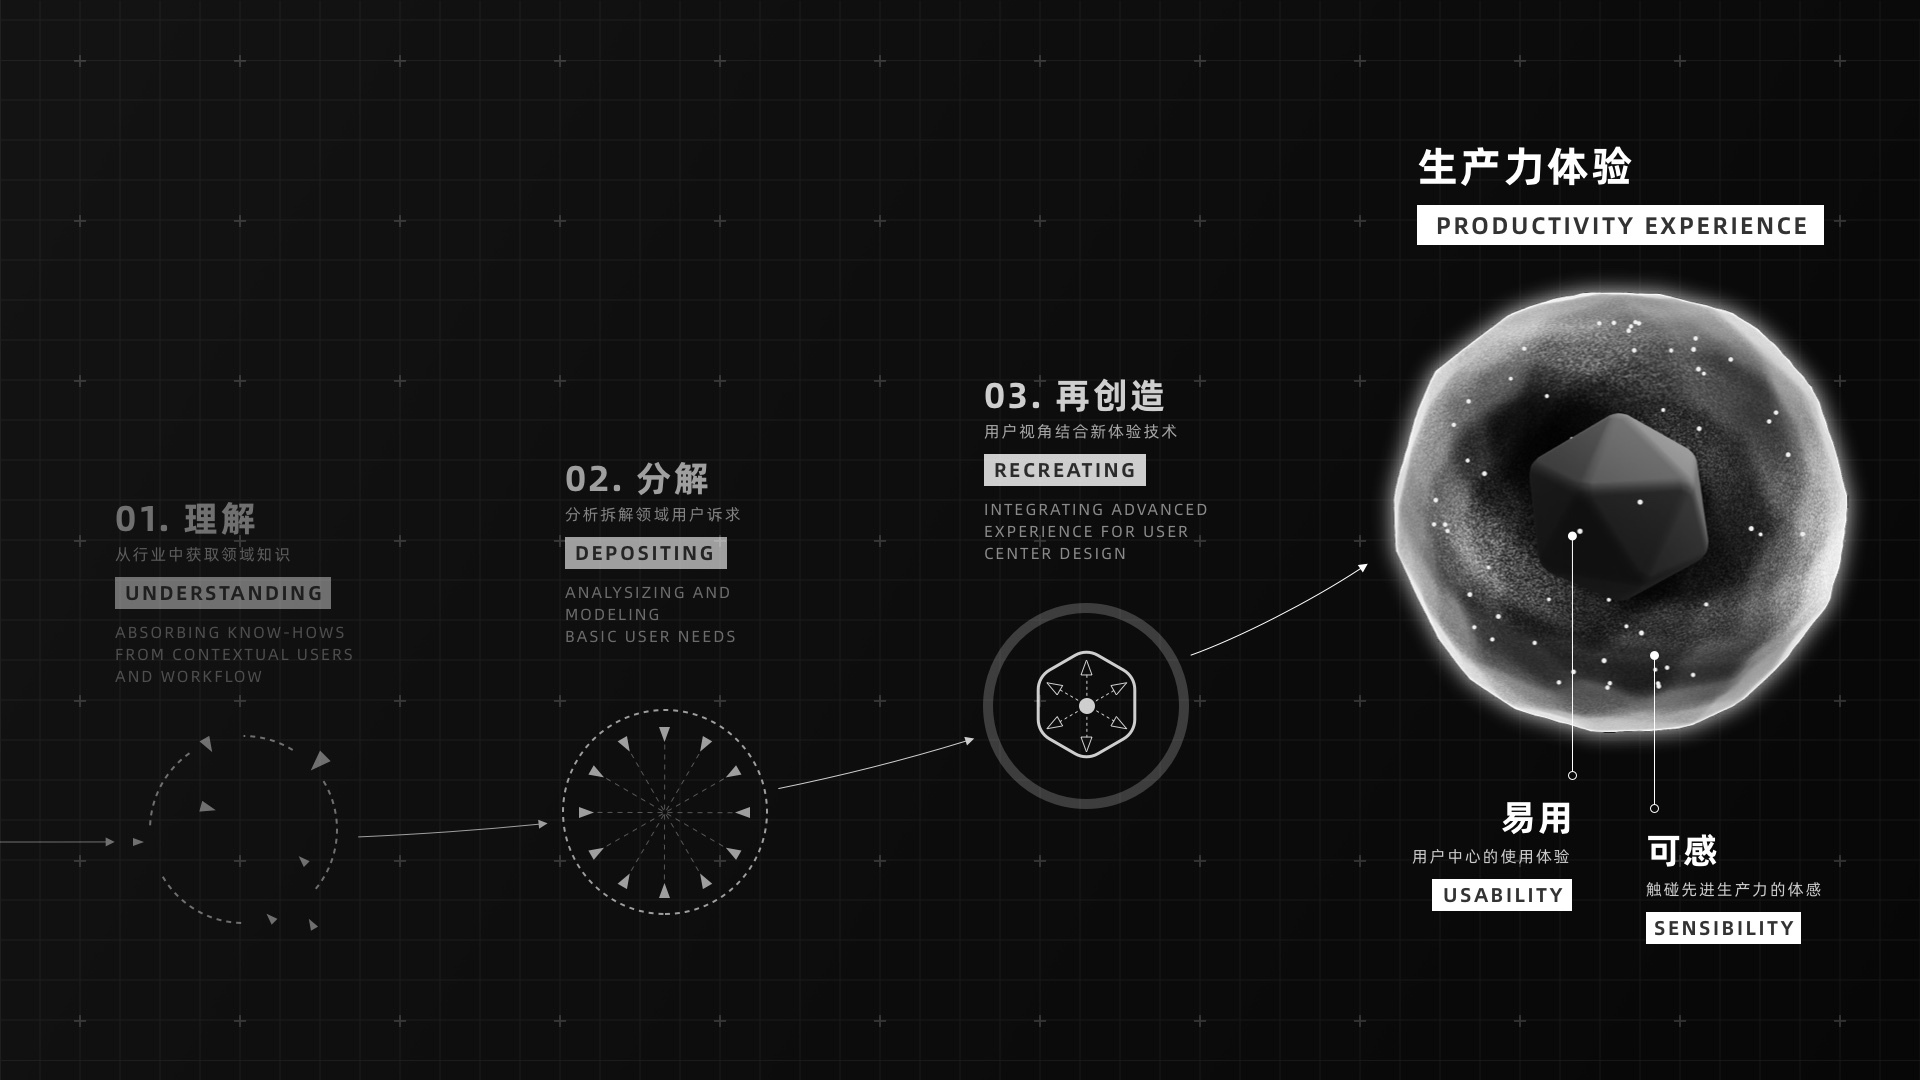 生产力体验
PRODUCTIVITY EXPERIENCE
01. 理解
从行业中获取领域知识
UNDERSTANDING
ABSORBING KNOW-HOWS
FROM CONTEXTUAL USERS
AND WORKFLOW
02. 分解
分析拆解领域用户诉求
DEPOSITING
ANALYSIZING AND
MODELING
BASIC USER NEEDS
03. 再创造
用户视角结合新体验技术
RECREATING
INTEGRATING ADVANCED
EXPERIENCE FOR USER
CENTER DESIGN
易用
用户中心的使用体验
USABILITY
可感
触碰先进生产力的体感
SENSIBILITY